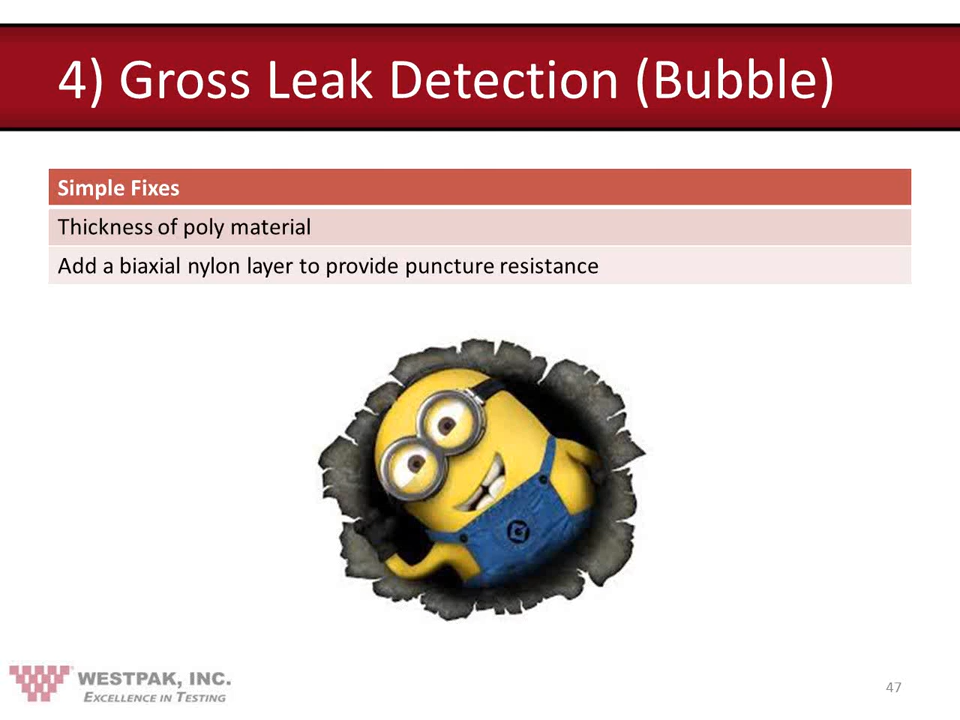 4) Gross Leak Detection (Bubble)
Simple Fixes
Thickness of poly material
Add a biaxial nylon layer to provide puncture resistance
WESTPAK, INC.
EXCELLENCE IN TESTING
47